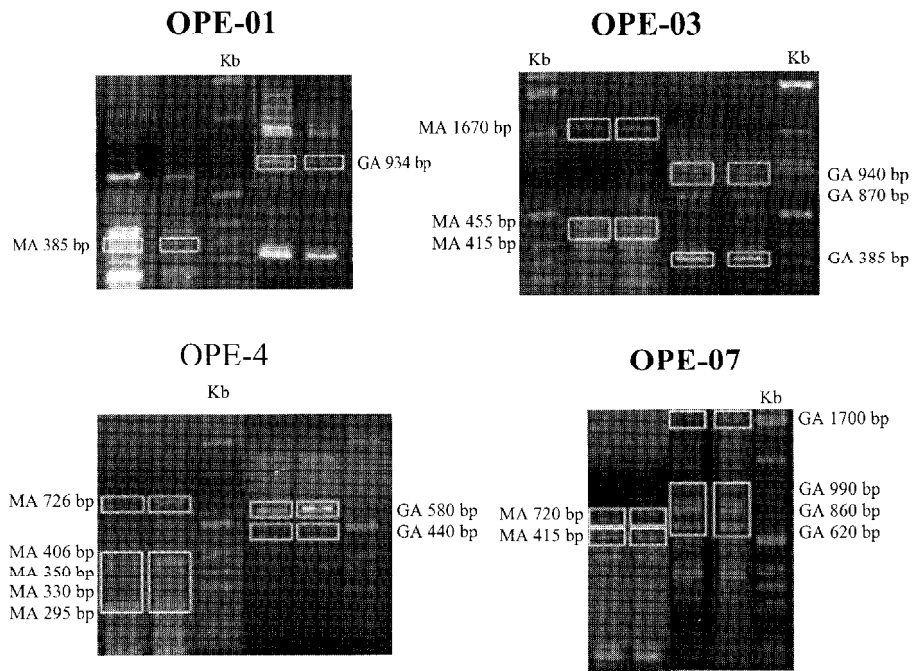 OPE-01
Kb
MA 385 bp
GA 934 bp
OPE-03
Kb
Kb
MA 1670 bp
MA 455 bp
MA 415 bp
GA 940 bp
GA 870 bp
GA 385 bp
OPE-4
Kb
MA 726 bp
MA 406 bp
MA 350 bp
MA 330 bp
MA 295 bp
GA 580 bp
GA 440 bp
OPE-07
Kb
MA 720 bp
MA 415 bp
GA 1700 bp
GA 990 bp
GA 860 bp
GA 620 bp